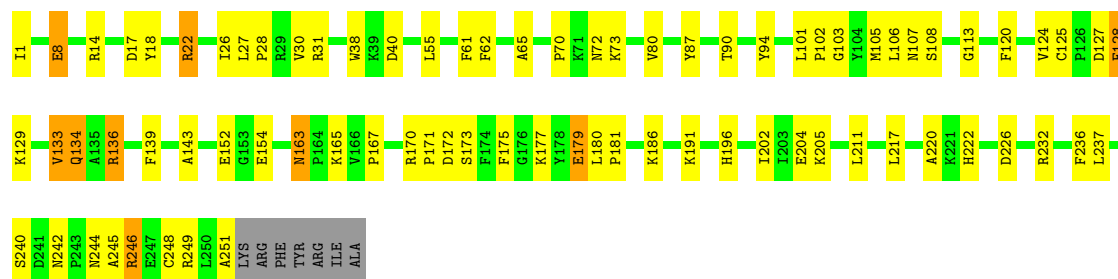 I1 E8 R14 D17 Y18 R22 I26 L27 P28 R29 V30 R31 W38 K39 D40 L55 F61 F62 A65 P70 K71 N72 K73 V80 Y87 T90 Y94 L101 P102 G103 Y104 M105 L106 N107 S108 G113 F120 V124 C125 P126 D127 E128
K129 V133 Q134 A135 R136 F139 A143 E152 G153 E154 N163 P164 K165 V166 P167 R170 P171 D172 S173 F174 F175 G176 K177 Y178 E179 L180 P181 K186 K191 H196 I202 I203 E204 K205 L211 L217 A220 K221 H222 D226 R232 F236 L237
S240 D241 N242 P243 N244 A245 R246 E247 C248 R249 L250 A251 LYS ARG PHE TYR ARG ILE ALA